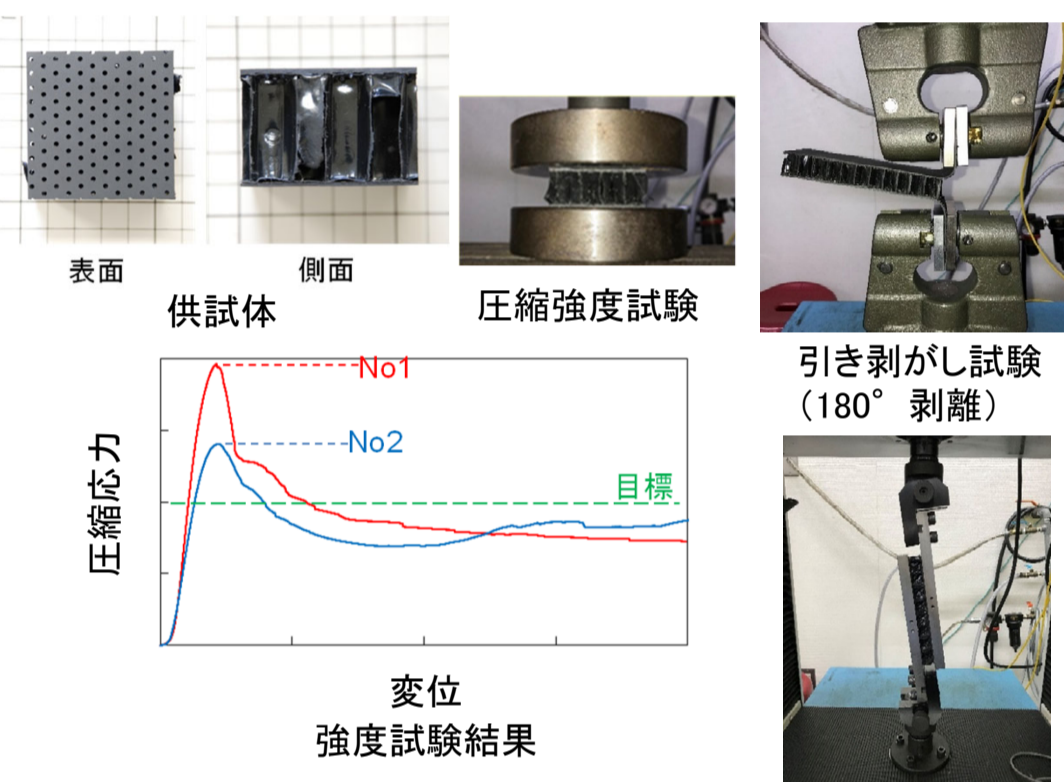 表面
側面
供試体
圧縮強度試験
引き剥がし試験
(180°剥離)
No1
No2
目標
圧縮応力
変位
強度試験結果